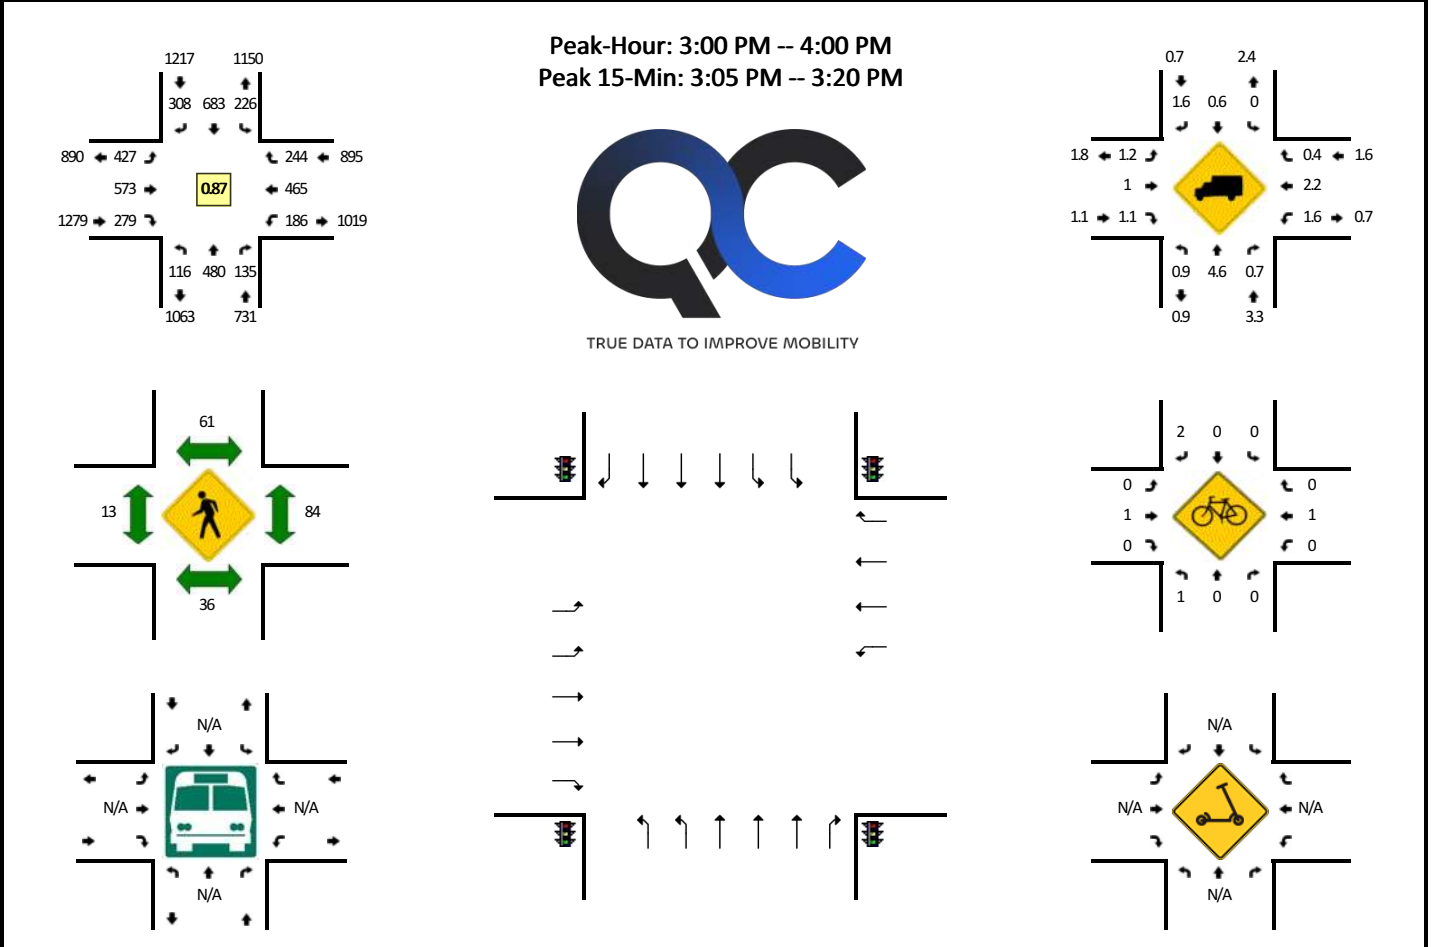 Peak-Hour: 3:00 PM -- 4:00 PM
Peak 15-Min: 3:05 PM -- 3:20 PM
1217 1150
308 683 226
890 427 244 895
573 0.87 465
1279 279 186 1019
116 480 135
1063 731
QC
TRUE DATA TO IMPROVE MOBILITY
0.7 2.4
1.6 0.6 0
1.8 1.2 0.4 1.6
1 2.2
1.1 1.1 1.6 0.7
0.9 4.6 0.7
0.9 3.3
61
13 84
36
2 0 0
0 0
1 1
0 0
1 0 0
N/A
N/A N/A
N/A
N/A
N/A N/A
N/A